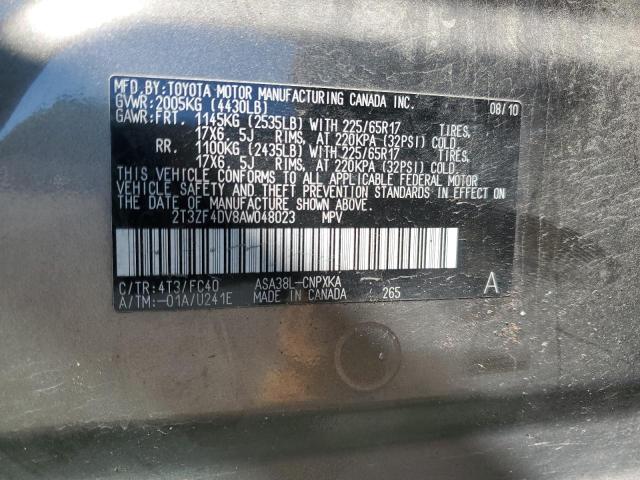 MFD.BY:TOYOTA MOTOR MANUFACTURING CANADA INC.
GVWR:2005KG (4430LB) 08/10
GAWR:FRT. 1145KG (2535LB) WITH 225/65R17 TIRES,
17X6. 5J RIMS, AT 220KPA (32PSI) COLD
RR. 1100KG (2435LB) WITH 225/65R17 TIRES,
17X6. 5J RIMS, AT 220KPA (32PSI) COLD
THIS VEHICLE CONFORMS TO ALL APPLICABLE FEDERAL MOTOR
VEHICLE SAFETY AND THEFT PREVENTION STANDARDS IN EFFECT ON
THE DATE OF MANUFACTURE SHOWN ABOVE.
2T3ZF4DV8AW048023 MPV
C/TR:4T3/FC40 ASA38L-CNPXKA A
A/TM:-01A/U241E MADE IN CANADA 265